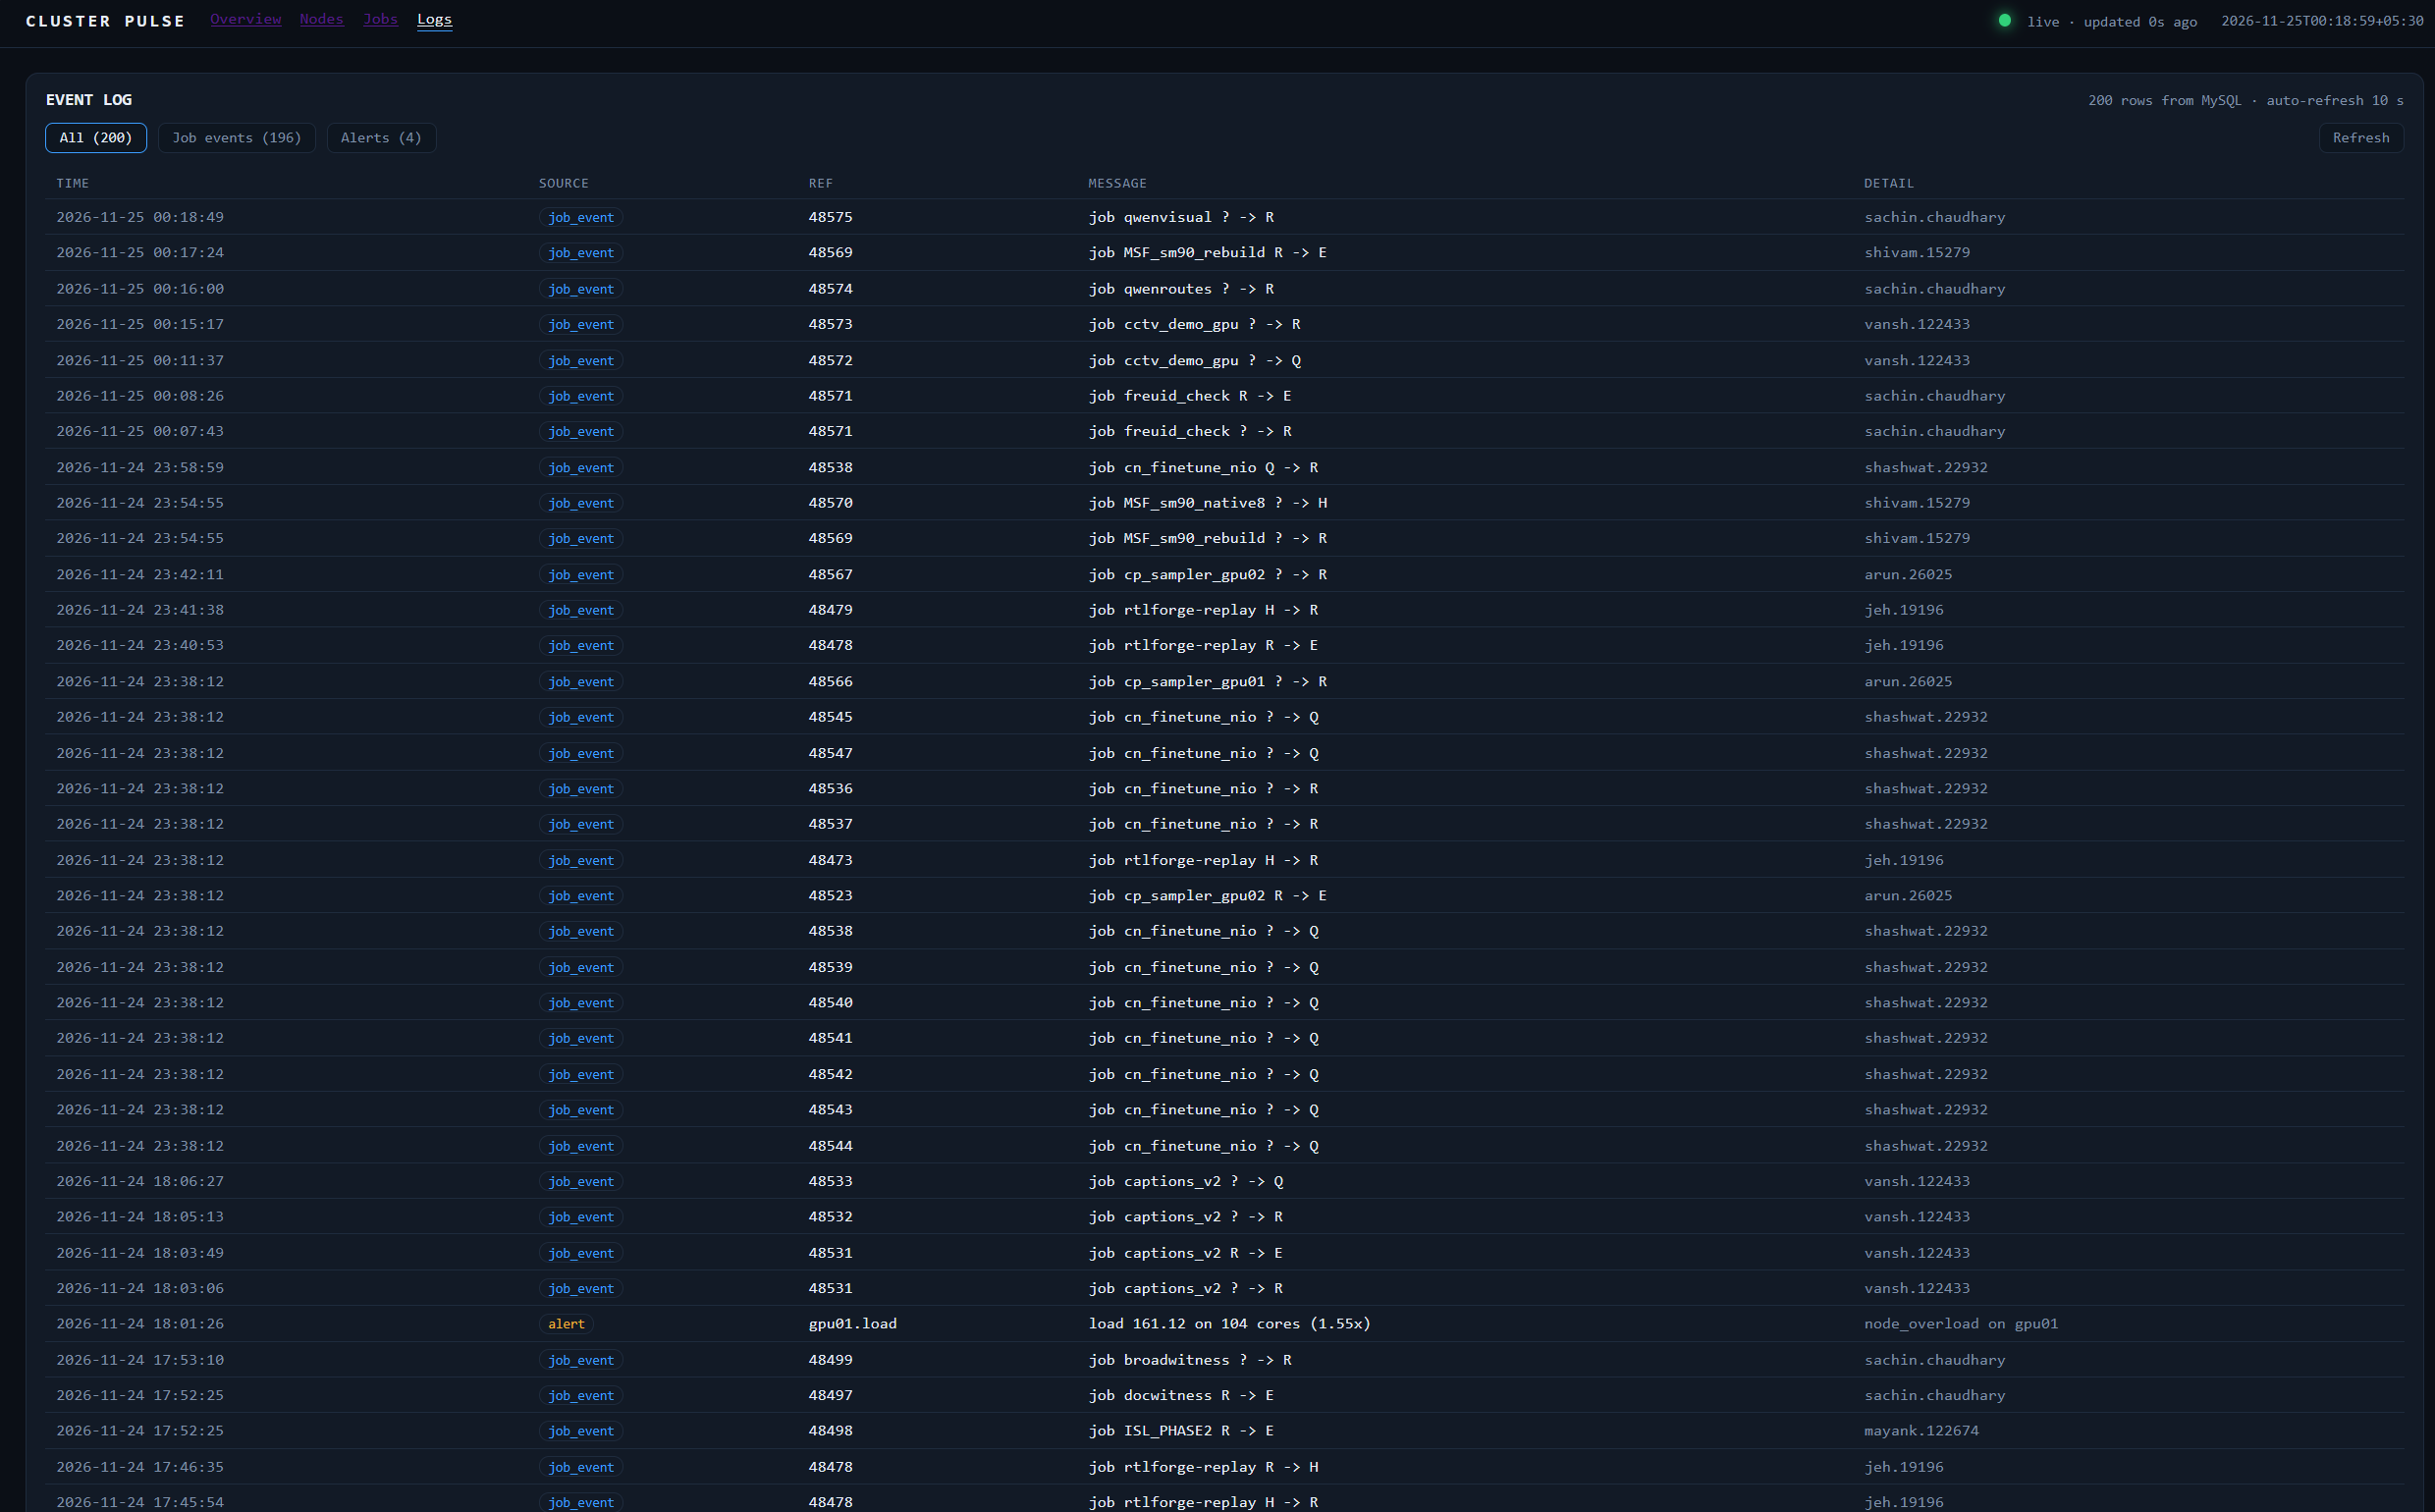 CLUSTER PULSE Overview Nodes Jobs Logs live · updated 0s ago 2026-11-25T00:18:59+05:30
EVENT LOG 200 rows from MySQL · auto-refresh 10 s
All (200) Job events (196) Alerts (4) Refresh
TIME SOURCE REF MESSAGE DETAIL
2026-11-25 00:18:49 job_event 48575 job qwenvisual ? -> R sachin.chaudhary
2026-11-25 00:17:24 job_event 48569 job MSF_sm90_rebuild R -> E shivam.15279
2026-11-25 00:16:00 job_event 48574 job qwenroutes ? -> R sachin.chaudhary
2026-11-25 00:15:17 job_event 48573 job cctv_demo_gpu ? -> R vansh.122433
2026-11-25 00:11:37 job_event 48572 job cctv_demo_gpu ? -> Q vansh.122433
2026-11-25 00:08:26 job_event 48571 job freuid_check R -> E sachin.chaudhary
2026-11-25 00:07:43 job_event 48571 job freuid_check ? -> R sachin.chaudhary
2026-11-24 23:58:59 job_event 48538 job cn_finetune_nio Q -> R shashwat.22932
2026-11-24 23:54:55 job_event 48570 job MSF_sm90_native8 ? -> H shivam.15279
2026-11-24 23:54:55 job_event 48569 job MSF_sm90_rebuild ? -> R shivam.15279
2026-11-24 23:42:11 job_event 48567 job cp_sampler_gpu02 ? -> R arun.26025
2026-11-24 23:41:38 job_event 48479 job rtlforge-replay H -> R jeh.19196
2026-11-24 23:40:53 job_event 48478 job rtlforge-replay R -> E jeh.19196
2026-11-24 23:38:12 job_event 48566 job cp_sampler_gpu01 ? -> R arun.26025
2026-11-24 23:38:12 job_event 48545 job cn_finetune_nio ? -> Q shashwat.22932
2026-11-24 23:38:12 job_event 48547 job cn_finetune_nio ? -> Q shashwat.22932
2026-11-24 23:38:12 job_event 48536 job cn_finetune_nio ? -> R shashwat.22932
2026-11-24 23:38:12 job_event 48537 job cn_finetune_nio ? -> R shashwat.22932
2026-11-24 23:38:12 job_event 48473 job rtlforge-replay H -> R jeh.19196
2026-11-24 23:38:12 job_event 48523 job cp_sampler_gpu02 R -> E arun.26025
2026-11-24 23:38:12 job_event 48538 job cn_finetune_nio ? -> Q shashwat.22932
2026-11-24 23:38:12 job_event 48539 job cn_finetune_nio ? -> Q shashwat.22932
2026-11-24 23:38:12 job_event 48540 job cn_finetune_nio ? -> Q shashwat.22932
2026-11-24 23:38:12 job_event 48541 job cn_finetune_nio ? -> Q shashwat.22932
2026-11-24 23:38:12 job_event 48542 job cn_finetune_nio ? -> Q shashwat.22932
2026-11-24 23:38:12 job_event 48543 job cn_finetune_nio ? -> Q shashwat.22932
2026-11-24 23:38:12 job_event 48544 job cn_finetune_nio ? -> Q shashwat.22932
2026-11-24 18:06:27 job_event 48533 job captions_v2 ? -> Q vansh.122433
2026-11-24 18:05:13 job_event 48532 job captions_v2 ? -> R vansh.122433
2026-11-24 18:03:49 job_event 48531 job captions_v2 R -> E vansh.122433
2026-11-24 18:03:06 job_event 48531 job captions_v2 ? -> R vansh.122433
2026-11-24 18:01:26 alert gpu01.load load 161.12 on 104 cores (1.55x) node_overload on gpu01
2026-11-24 17:53:10 job_event 48499 job broadwitness ? -> R sachin.chaudhary
2026-11-24 17:52:25 job_event 48497 job docwitness R -> E sachin.chaudhary
2026-11-24 17:52:25 job_event 48498 job ISL_PHASE2 R -> E mayank.122674
2026-11-24 17:46:35 job_event 48478 job rtlforge-replay R -> H jeh.19196
2026-11-24 17:45:54 job_event 48478 job rtlforge-replay H -> R jeh.19196